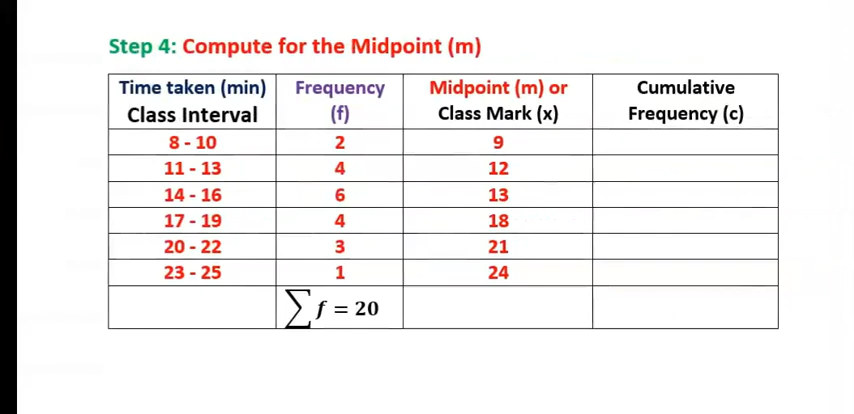 Step 4: Compute for the Midpoint (m)
Time taken (min) Frequency Midpoint (m) or Cumulative
Class Interval (f) Class Mark (x) Frequency (c)
8 - 10 2 9
11 - 13 4 12
14 - 16 6 13
17 - 19 4 18
20 - 22 3 21
23 - 25 1 24
∑ f = 20